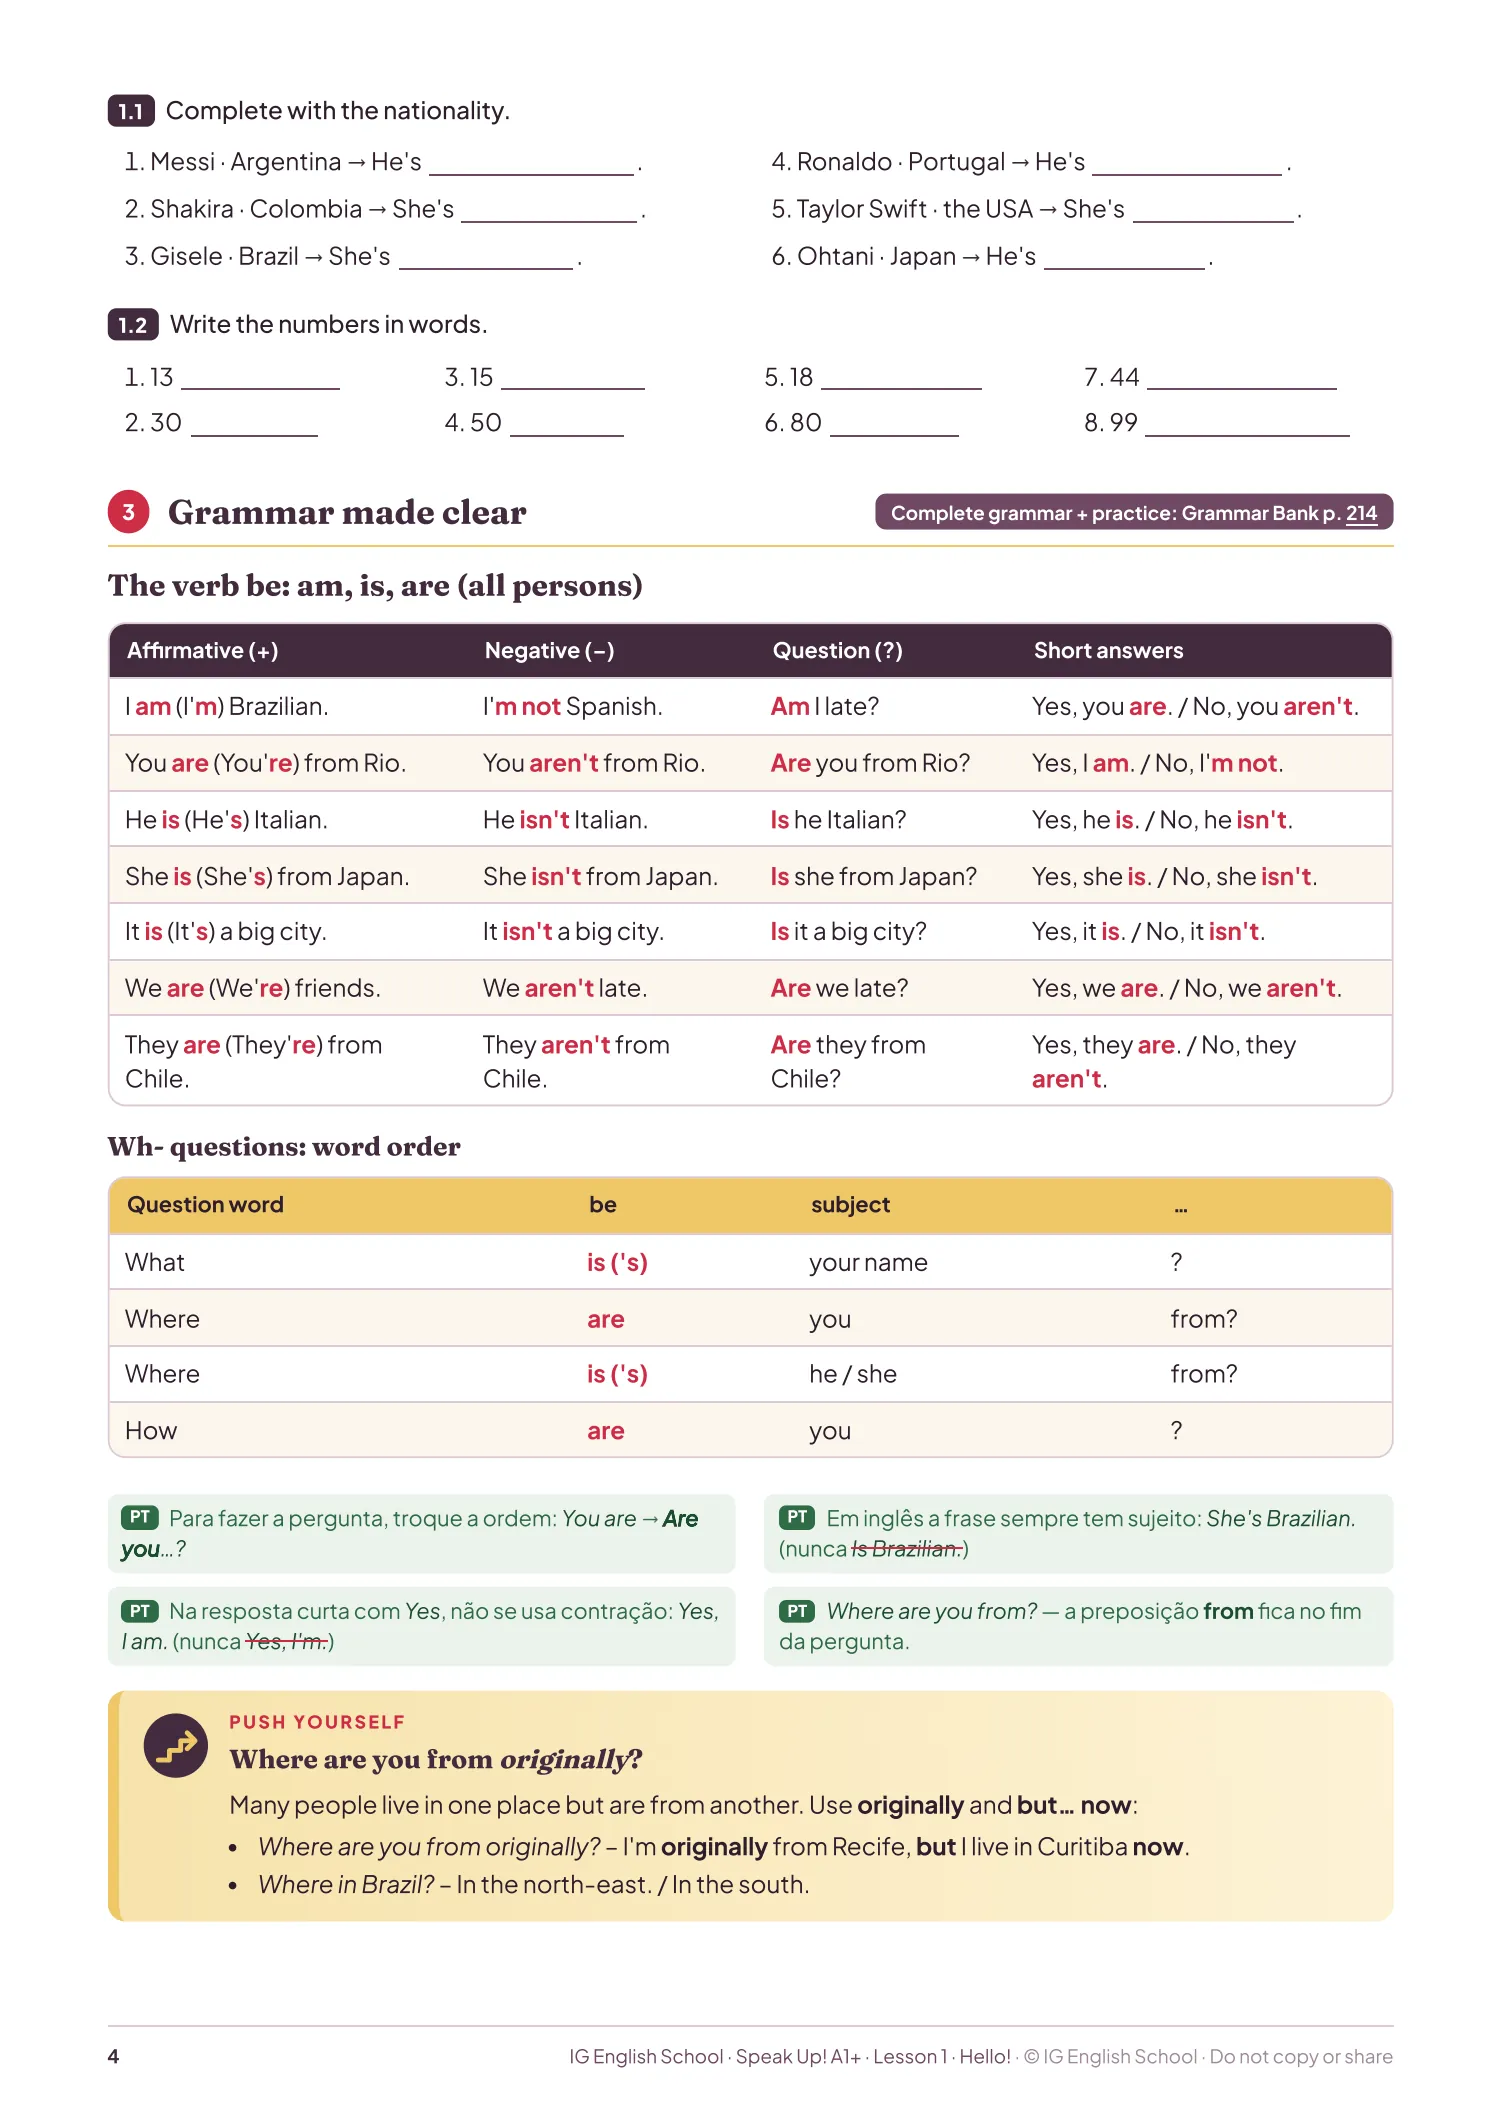 1.1 Complete with the nationality.
1. Messi · Argentina → He's ________________.
2. Shakira · Colombia → She's ______________.
3. Gisele · Brazil → She's ______________.
4. Ronaldo · Portugal → He's _______________.
5. Taylor Swift · the USA → She's _____________.
6. Ohtani · Japan → He's _____________.
1.2 Write the numbers in words.
1. 13 _____________
2. 30 __________
3. 15 ____________
4. 50 _________
5. 18 _____________
6. 80 __________
7. 44 _______________
8. 99 ________________
3 Grammar made clear
Complete grammar + practice: Grammar Bank p. 214
The verb be: am, is, are (all persons)
Affirmative (+) Negative (–) Question (?) Short answers
I am (I'm) Brazilian. I'm not Spanish. Am I late? Yes, you are. / No, you aren't.
You are (You're) from Rio. You aren't from Rio. Are you from Rio? Yes, I am. / No, I'm not.
He is (He's) Italian. He isn't Italian. Is he Italian? Yes, he is. / No, he isn't.
She is (She's) from Japan. She isn't from Japan. Is she from Japan? Yes, she is. / No, she isn't.
It is (It's) a big city. It isn't a big city. Is it a big city? Yes, it is. / No, it isn't.
We are (We're) friends. We aren't late. Are we late? Yes, we are. / No, we aren't.
They are (They're) from Chile. They aren't from Chile. Are they from Chile? Yes, they are. / No, they aren't.
Wh- questions: word order
Question word be subject ...
What is ('s) your name ?
Where are you from?
Where is ('s) he / she from?
How are you ?
PT Para fazer a pergunta, troque a ordem: You are → Are
you...?
PT Em inglês a frase sempre tem sujeito: She's Brazilian.
(nunca Is Brazilian.)
PT Na resposta curta com Yes, não se usa contração: Yes,
I am. (nunca Yes, I'm.)
PT Where are you from? — a preposição from fica no fim
da pergunta.
PUSH YOURSELF
Where are you from originally?
Many people live in one place but are from another. Use originally and but... now:
• Where are you from originally? – I'm originally from Recife, but I live in Curitiba now.
• Where in Brazil? – In the north-east. / In the south.
4
IG English School · Speak Up! A1+ · Lesson 1 · Hello! · © IG English School · Do not copy or share